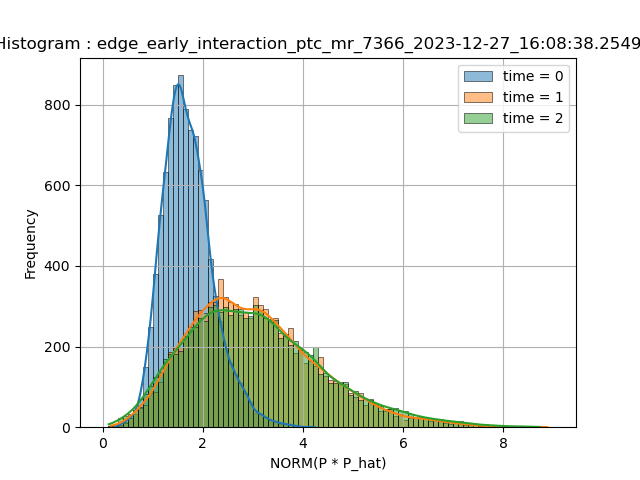 Histogram : edge_early_interaction_ptc_mr_7366_2023-12-27_16:08:38.2549
time = 0
time = 1
time = 2
800
600
400
200
0
Frequency
0 2 4 6 8
NORM(P * P_hat)